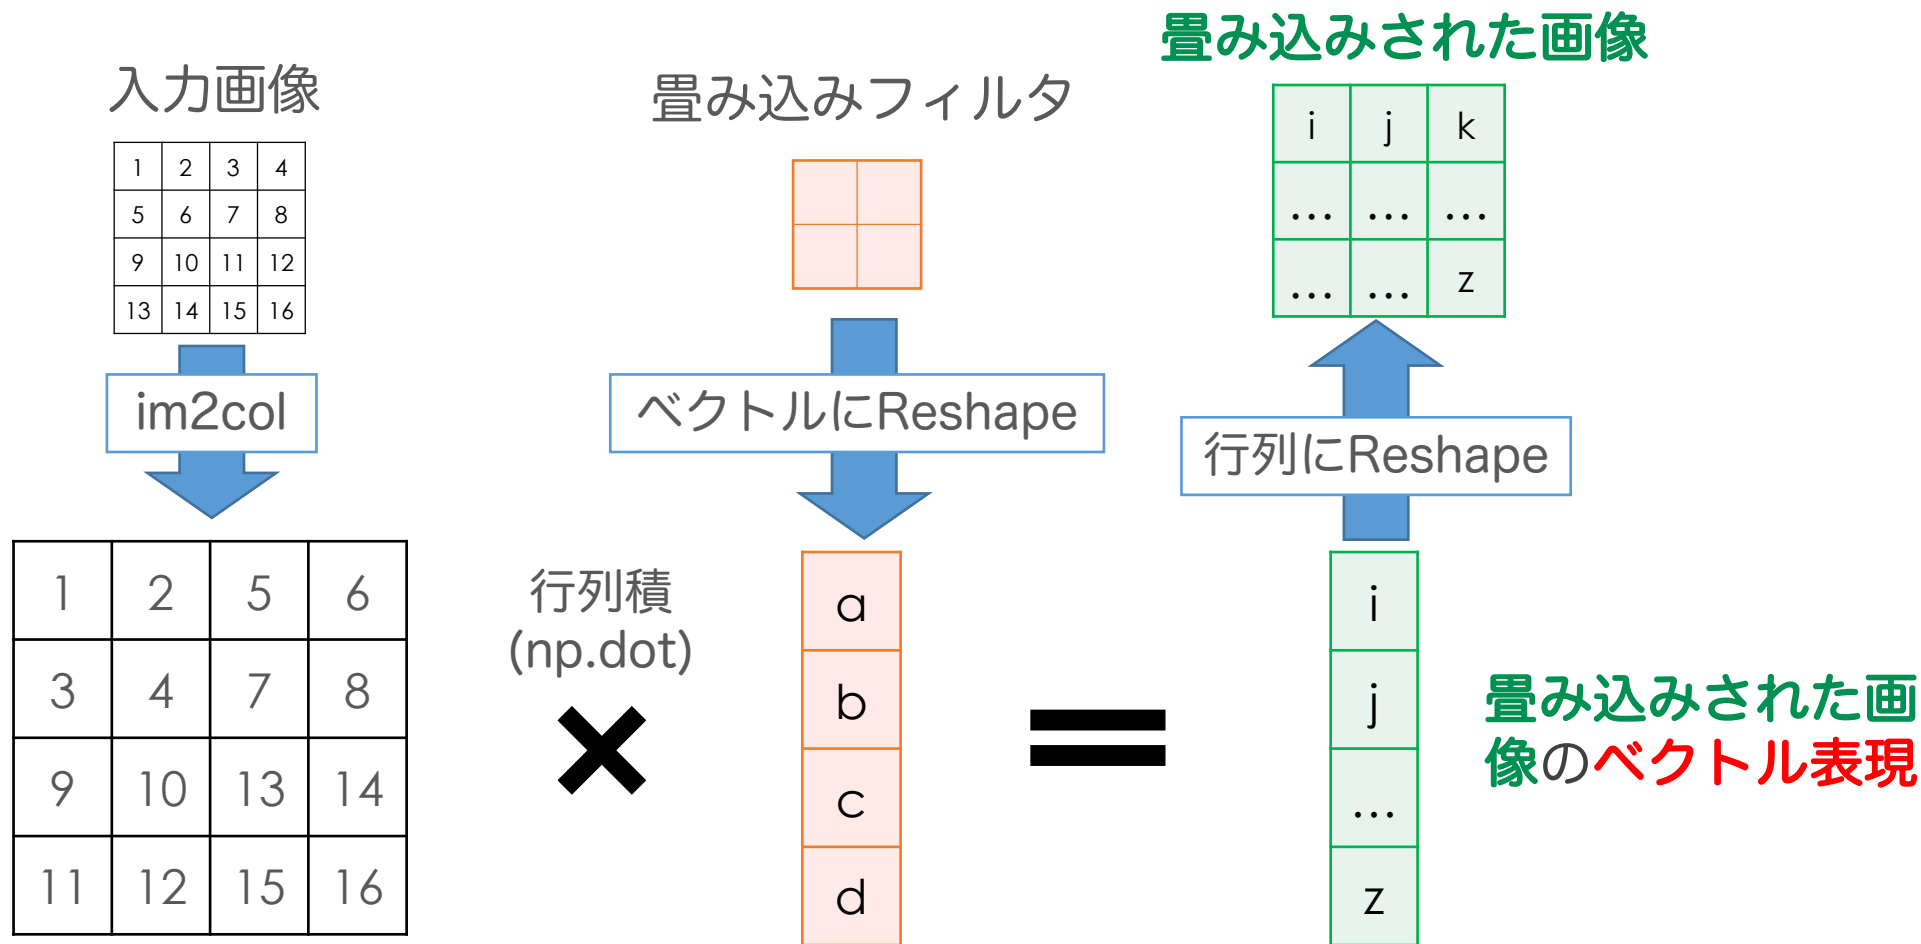 入力画像
1 2 3 4
5 6 7 8
9 10 11 12
13 14 15 16
im2col
1 2 5 6
3 4 7 8
9 10 13 14
11 12 15 16
行列積
(np.dot)
×
畳み込みフィルタ
ベクトルにReshape
a
b
c
d
=
畳み込みされた画像
i j k
... ... ...
... ... z
行列にReshape
i
j
...
z
畳み込みされた画
像のベクトル表現